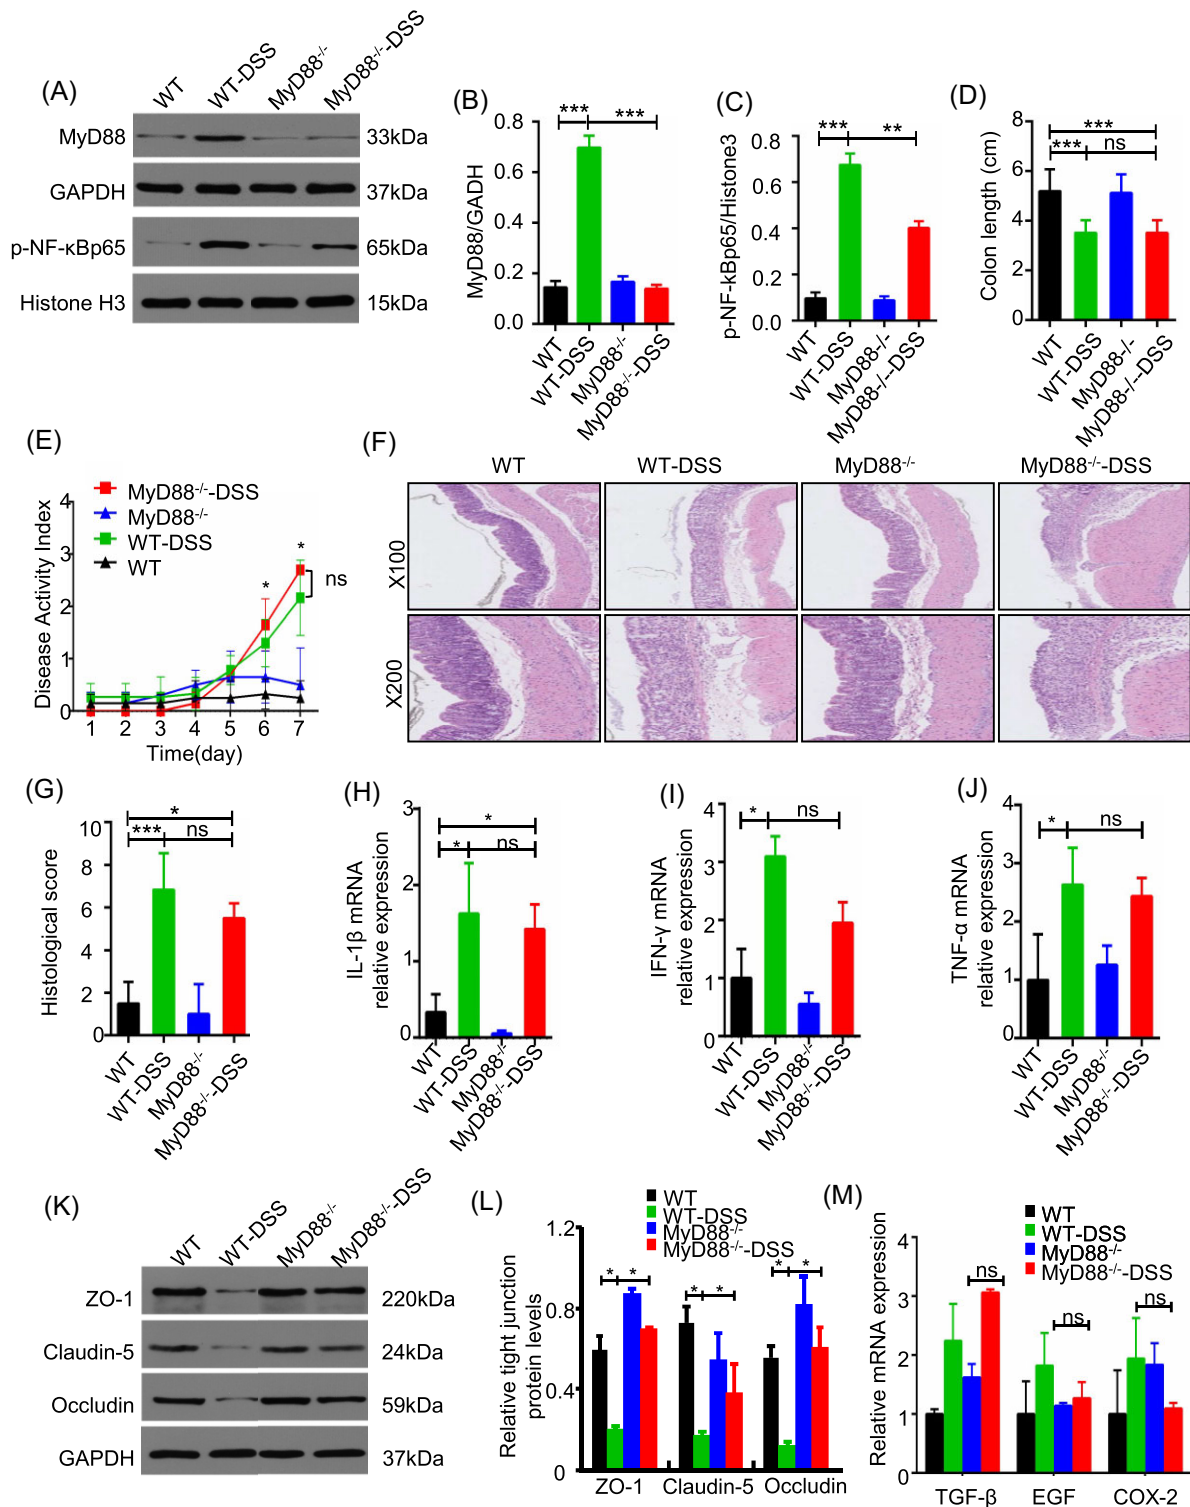 (A)
WT
WT-DSS
MyD88-/-
MyD88-/--DSS
MyD88 33kDa
GAPDH 37kDa
p-NF-κBp65 65kDa
Histone H3 15kDa
(B)
*** ***
MyD88/GADH
0.8
0.6
0.4
0.2
0.0
WT
WT-DSS
MyD88-/-
MyD88-/--DSS
(C)
*** **
p-NF-kBp65/Histone3
0.8
0.6
0.4
0.2
0.0
WT
WT-DSS
MyD88-/-
MyD88-/--DSS
(D)
***
*** ns
Colon length (cm)
8
6
4
2
0
WT
WT-DSS
MyD88-/-
MyD88-/--DSS
(E)
MyD88-/--DSS
MyD88-/-
WT-DSS
WT
Disease Activity Index
4
3
2
1
0
* *
ns
1 2 3 4 5 6 7
Time(day)
(F)
WT WT-DSS MyD88-/- MyD88-/--DSS
X100
X200
(G)
*
*** ns
Histological score
10
8
6
4
2
0
WT
WT-DSS
MyD88-/-
MyD88-/--DSS
(H)
*
* ns
IL-1β mRNA
relative expression
3
2
1
0
WT
WT-DSS
MyD88-/-
MyD88-/--DSS
(I)
* ns
IFN-γ mRNA
relative expression
4
3
2
1
0
WT
WT-DSS
MyD88-/-
MyD88-/--DSS
(J)
* ns
TNF-α mRNA
relative expression
4
3
2
1
0
WT
WT-DSS
MyD88-/-
MyD88-/--DSS
(K)
WT
WT-DSS
MyD88-/-
MyD88-/--DSS
ZO-1 220kDa
Claudin-5 24kDa
Occludin 59kDa
GAPDH 37kDa
(L)
WT
WT-DSS
MyD88-/-
MyD88-/--DSS
Relative tight junction
protein levels
1.2
0.8
0.4
0
* *
* *
* *
ZO-1 Claudin-5 Occludin
(M)
WT
WT-DSS
MyD88-/-
MyD88-/--DSS
Relative mRNA expression
4
3
2
1
0
ns
ns
ns
TGF-β EGF COX-2